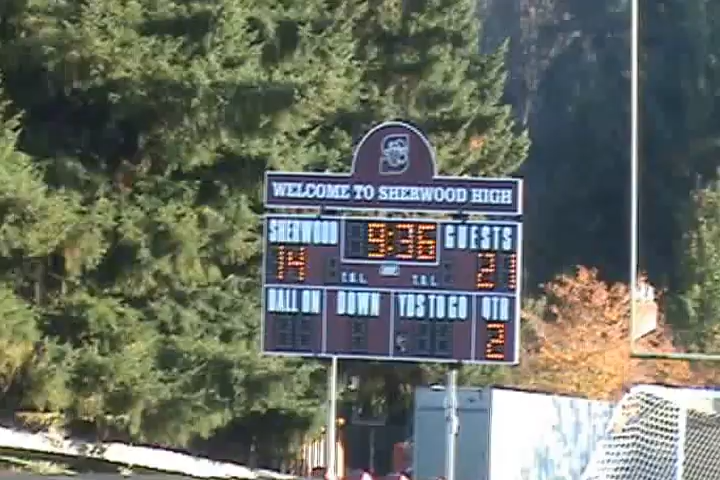 WELCOME TO SHERWOOD HIGH
SHERWOOD 9:36 GUESTS
14 T.O.L. T.O.L. 21
BALL ON DOWN YDS TO GO QTR
2